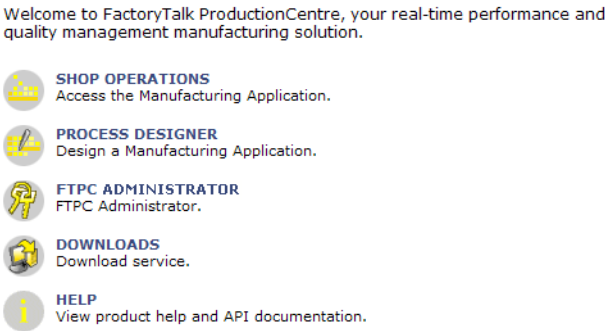 Welcome to FactoryTalk ProductionCentre, your real-time performance and
quality management manufacturing solution.
SHOP OPERATIONS
Access the Manufacturing Application.
PROCESS DESIGNER
Design a Manufacturing Application.
FTPC ADMINISTRATOR
FTPC Administrator.
DOWNLOADS
Download service.
HELP
View product help and API documentation.